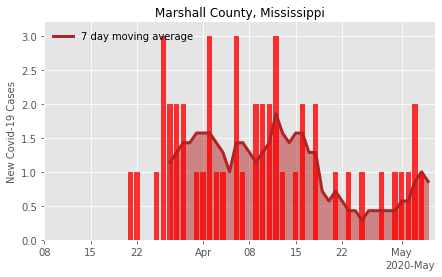 Marshall County, Mississippi
7 day moving average
New Covid-19 Cases
3.0
2.5
2.0
1.5
1.0
0.5
0.0
08 15 22 Apr 08 15 22 May
2020-May